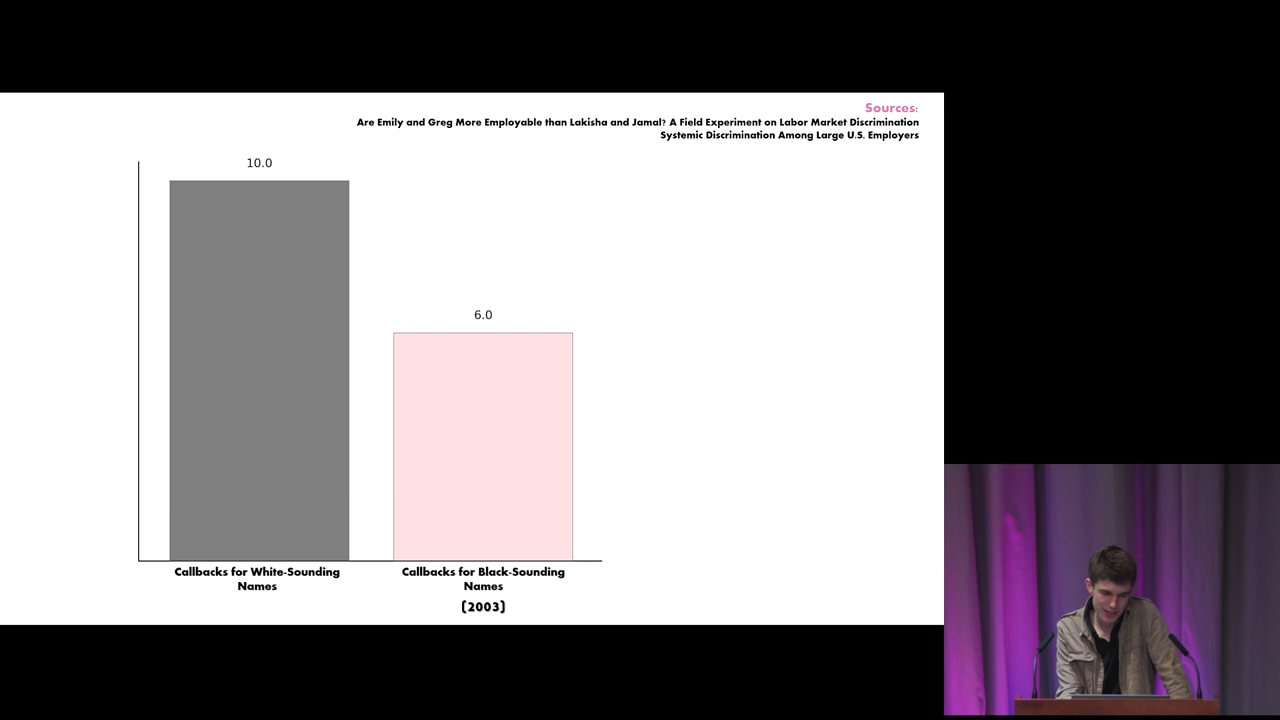 Sources:
Are Emily and Greg More Employable than Lakisha and Jamal? A Field Experiment on Labor Market Discrimination
Systemic Discrimination Among Large U.S. Employers
10.0
6.0
Callbacks for White-Sounding
Names
Callbacks for Black-Sounding
Names
(2003)